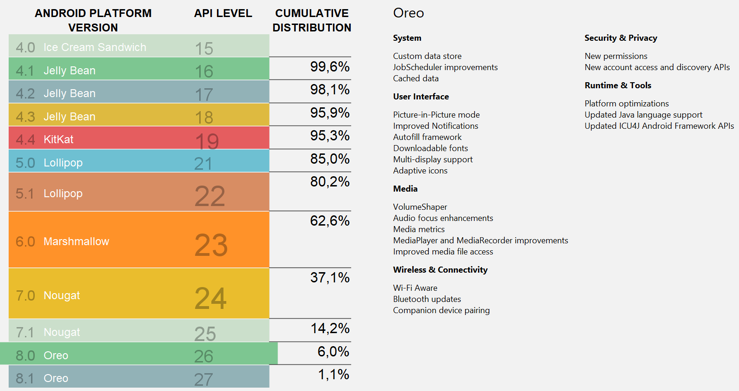 ANDROID PLATFORM
VERSION
API LEVEL
CUMULATIVE
DISTRIBUTION
4.0 Ice Cream Sandwich 15
4.1 Jelly Bean 16 99,6%
4.2 Jelly Bean 17 98,1%
4.3 Jelly Bean 18 95,9%
4.4 KitKat 19 95,3%
5.0 Lollipop 21 85,0%
5.1 Lollipop 22 80,2%
6.0 Marshmallow 23 62,6%
7.0 Nougat 24 37,1%
7.1 Nougat 25 14,2%
8.0 Oreo 26 6,0%
8.1 Oreo 27 1,1%
Oreo
System
Custom data store
JobScheduler improvements
Cached data
User Interface
Picture-in-Picture mode
Improved Notifications
Autofill framework
Downloadable fonts
Multi-display support
Adaptive icons
Media
VolumeShaper
Audio focus enhancements
Media metrics
MediaPlayer and MediaRecorder improvements
Improved media file access
Wireless & Connectivity
Wi-Fi Aware
Bluetooth updates
Companion device pairing
Security & Privacy
New permissions
New account access and discovery APIs
Runtime & Tools
Platform optimizations
Updated Java language support
Updated ICU4J Android Framework APIs